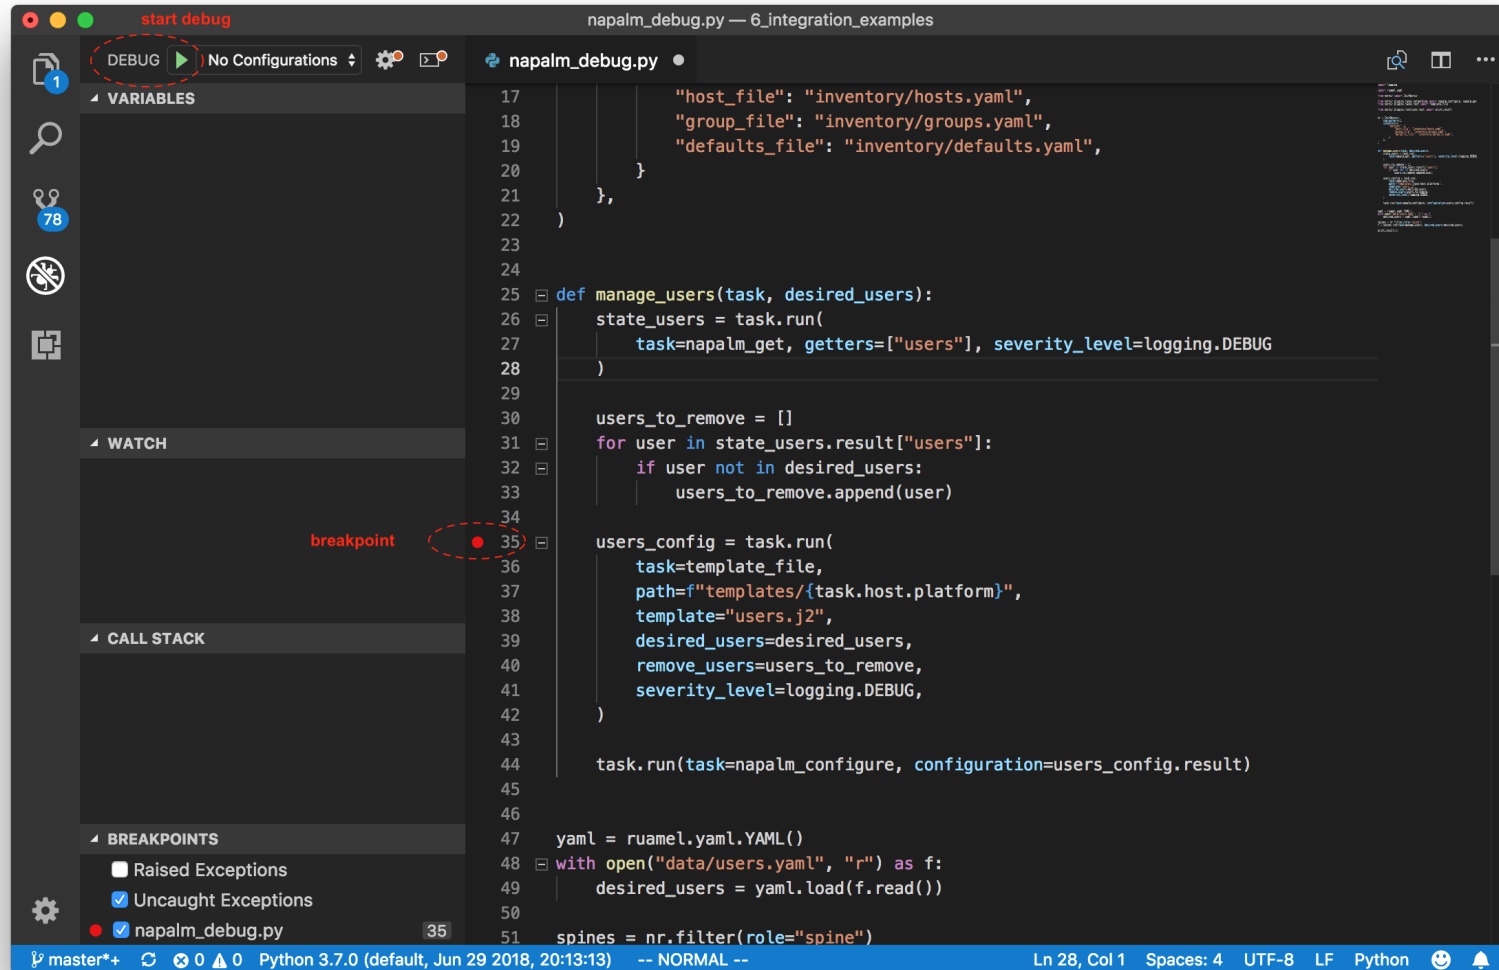 start debug
napalm_debug.py — 6_integration_examples
1
DEBUG
No Configurations
napalm_debug.py
VARIABLES
78
WATCH
breakpoint
CALL STACK
BREAKPOINTS
Raised Exceptions
Uncaught Exceptions
napalm_debug.py 35
17 "host_file": "inventory/hosts.yaml",
18 "group_file": "inventory/groups.yaml",
19 "defaults_file": "inventory/defaults.yaml",
20 }
21 },
22 )
23
24
25 def manage_users(task, desired_users):
26 state_users = task.run(
27 task=napalm_get, getters=["users"], severity_level=logging.DEBUG
28 )
29
30 users_to_remove = []
31 for user in state_users.result["users"]:
32 if user not in desired_users:
33 users_to_remove.append(user)
34
35 users_config = task.run(
36 task=template_file,
37 path=f"templates/{task.host.platform}",
38 template="users.j2",
39 desired_users=desired_users,
40 remove_users=users_to_remove,
41 severity_level=logging.DEBUG,
42 )
43
44 task.run(task=napalm_configure, configuration=users_config.result)
45
46
47 yaml = ruamel.yaml.YAML()
48 with open("data/users.yaml", "r") as f:
49 desired_users = yaml.load(f.read())
50
51 spines = nr.filter(role="spine")
master*+ 0 0 Python 3.7.0 (default, Jun 29 2018, 20:13:13) -- NORMAL -- Ln 28, Col 1 Spaces: 4 UTF-8 LF Python